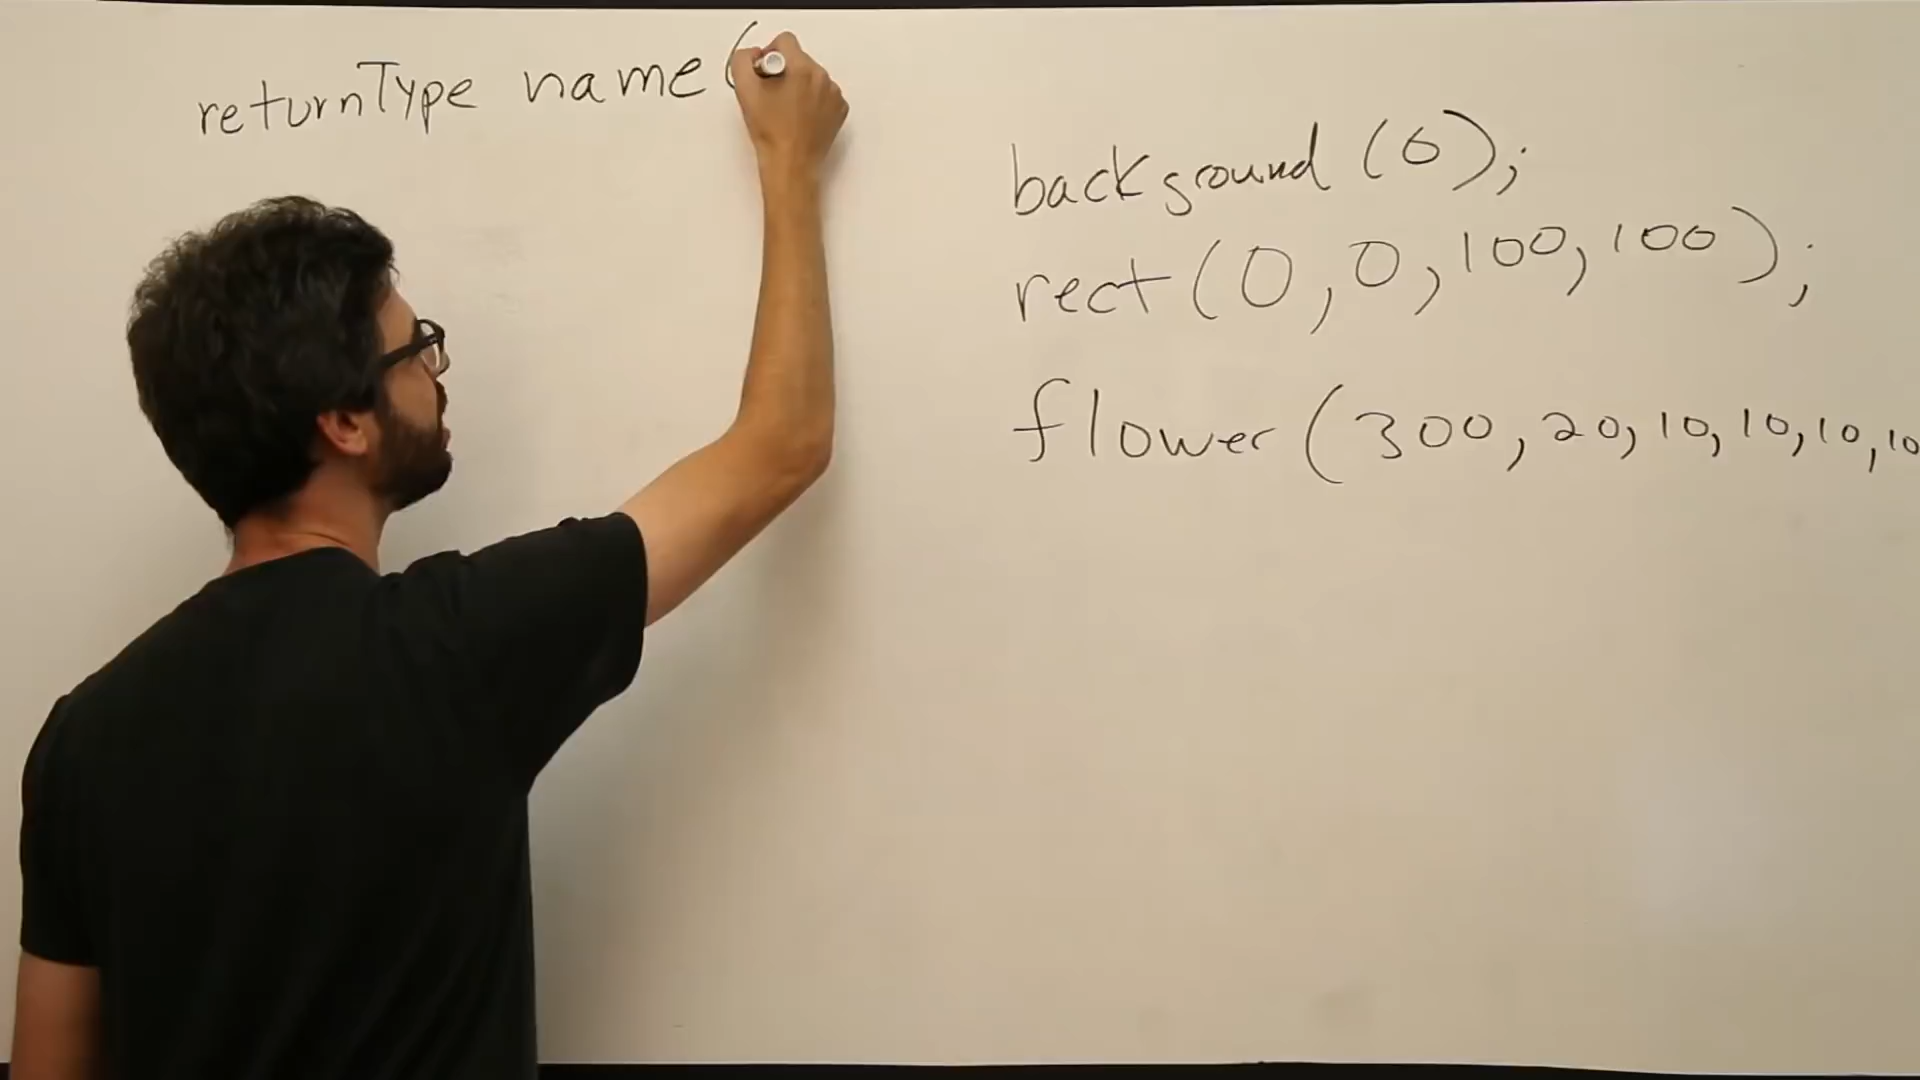 returnType name (
background (0);
rect (0, 0, 100, 100);
flower (300, 20, 10, 10, 10, 10